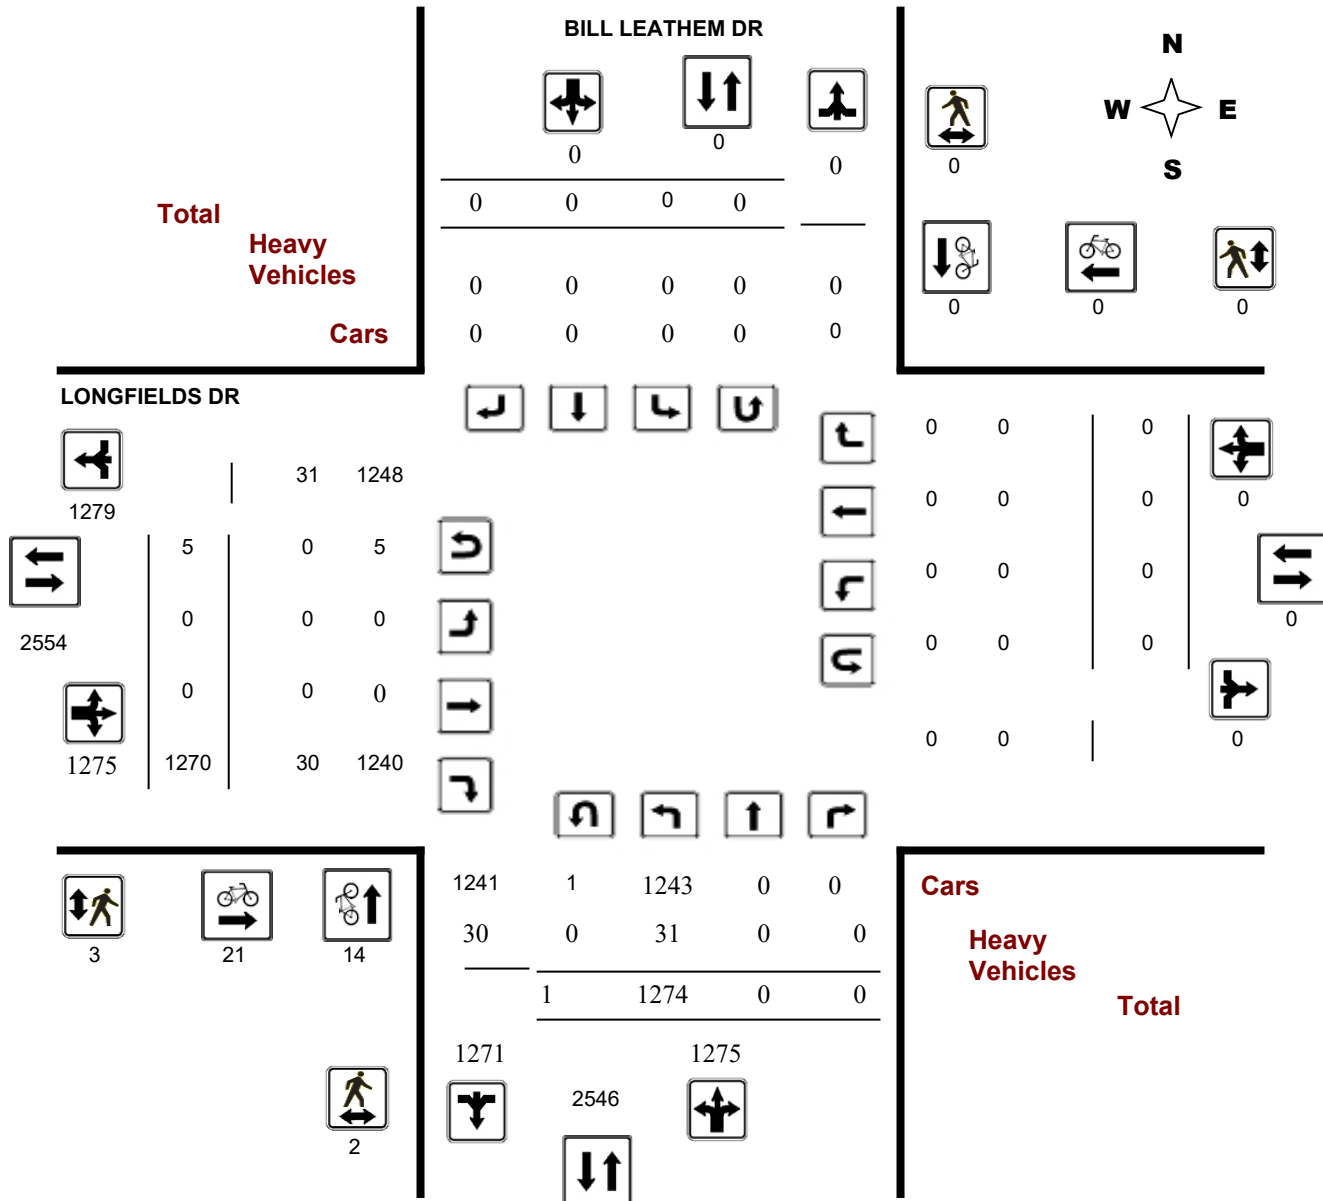 BILL LEATHEM DR
N
W E
S
0 0 0 0
0 0 0 0
Total
Heavy
Vehicles
0 0 0 0 0
Cars
0 0 0 0 0
0 0 0
LONGFIELDS DR
31 1248
1279
5 0 5
0 0 0
2554
0 0 0
1275 1270 30 1240
0 0 0
0 0 0 0
0 0 0 0
0 0 0
0 0 0
1241 1 1243 0 0
30 0 31 0 0
1 1274 0 0
1271 1275
2546
3 21 14
2
Cars
Heavy
Vehicles
Total